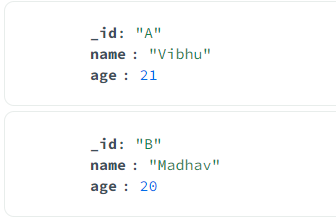 _id: "A"
name : "Vibhu"
age : 21
_id: "B"
name : "Madhav"
age : 20